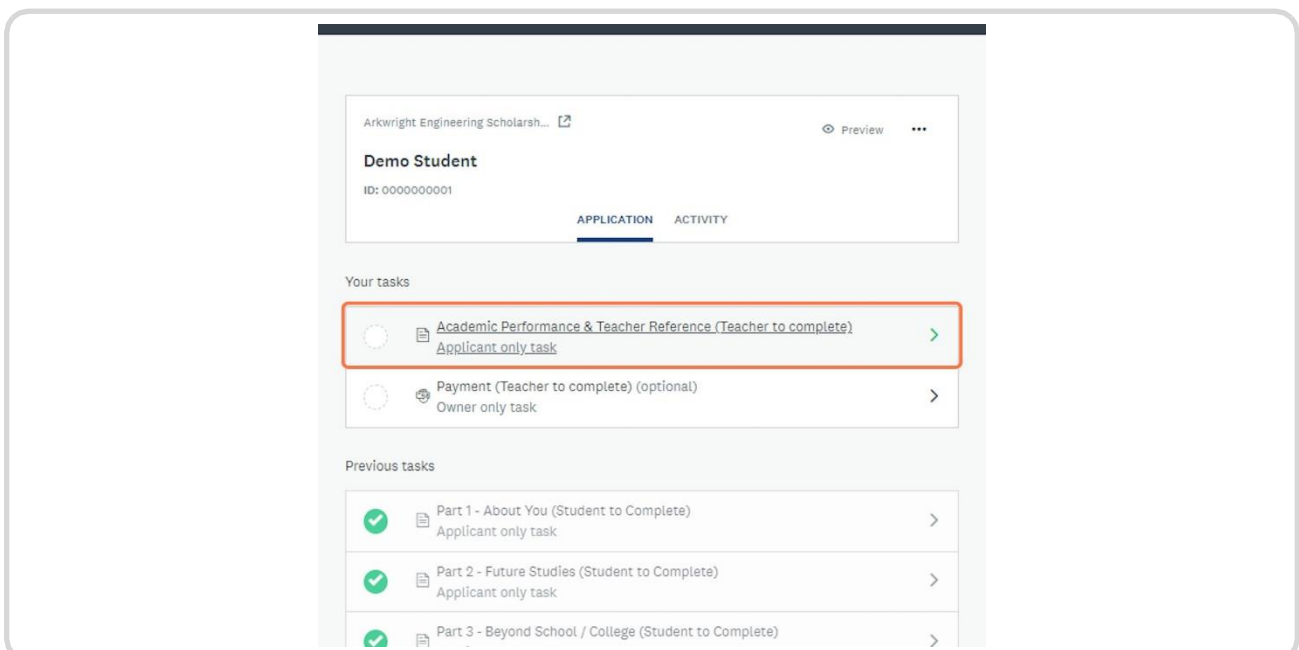 Arkwright Engineering Scholarsh...
Preview
Demo Student
ID: 0000000001
APPLICATION ACTIVITY
Your tasks
Academic Performance & Teacher Reference (Teacher to complete)
Applicant only task
Payment (Teacher to complete) (optional)
Owner only task
Previous tasks
Part 1 - About You (Student to Complete)
Applicant only task
Part 2 - Future Studies (Student to Complete)
Applicant only task
Part 3 - Beyond School / College (Student to Complete)